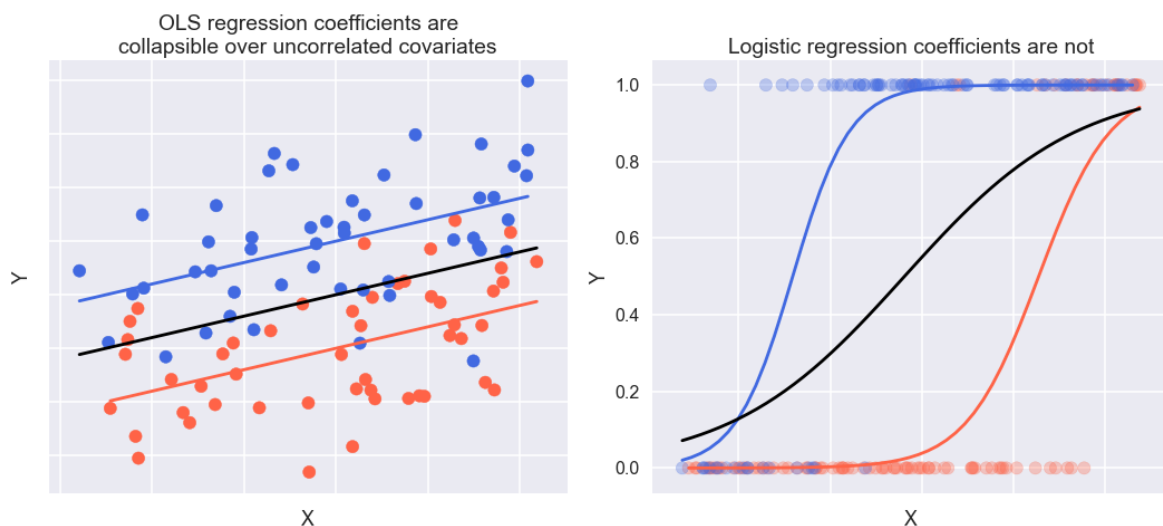 OLS regression coefficients are
collapsible over uncorrelated covariates
Y
X
Logistic regression coefficients are not
1.0
0.8
0.6
0.4
0.2
0.0
Y
X